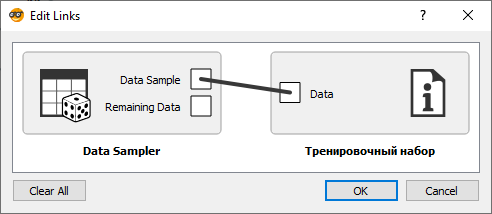 Edit Links
Data Sample
Remaining Data
Data
Data Sampler
Тренировочный набор
Clear All
OK
Cancel